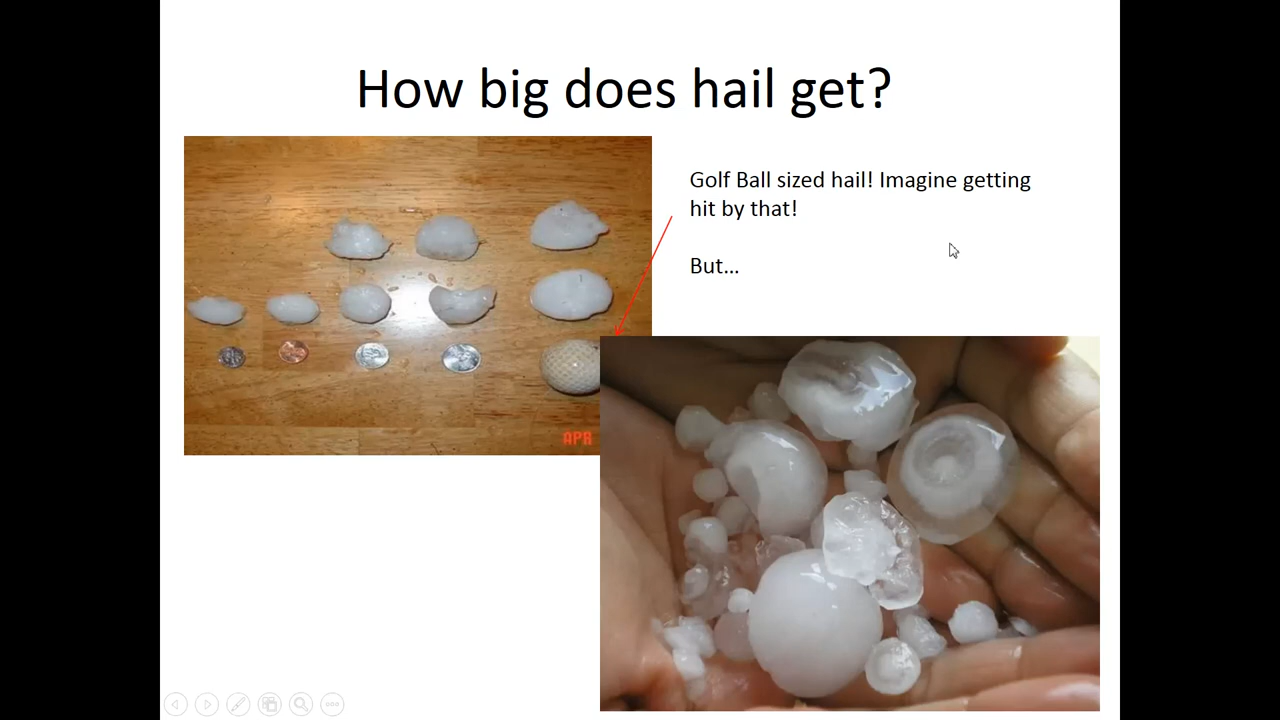 How big does hail get?
Golf Ball sized hail! Imagine getting
hit by that!
But...
APR